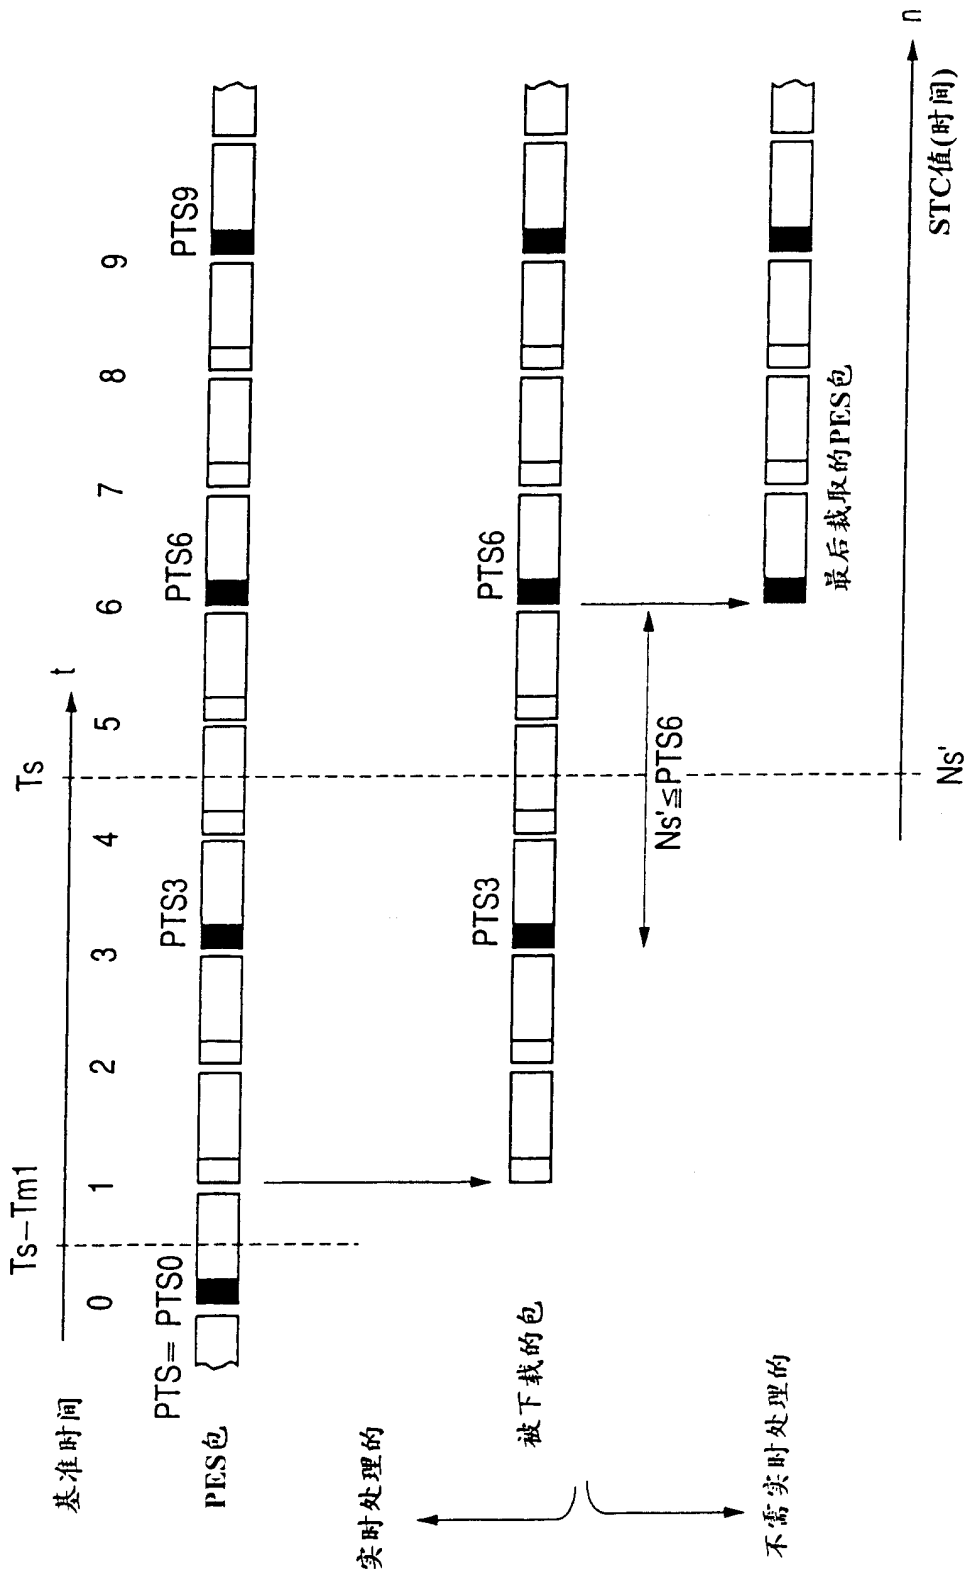 基准时间
Ts−Tm1
Ts
t
0 1 2 3 4 5 6 7 8 9
PES包
PTS= PTS0
PTS3
PTS6
PTS9
实时处理的
被下载的包
PTS3
PTS6
Ns'≦PTS6
不需实时处理的
最后裁取的PES包
Ns'
STC值(时间)
n